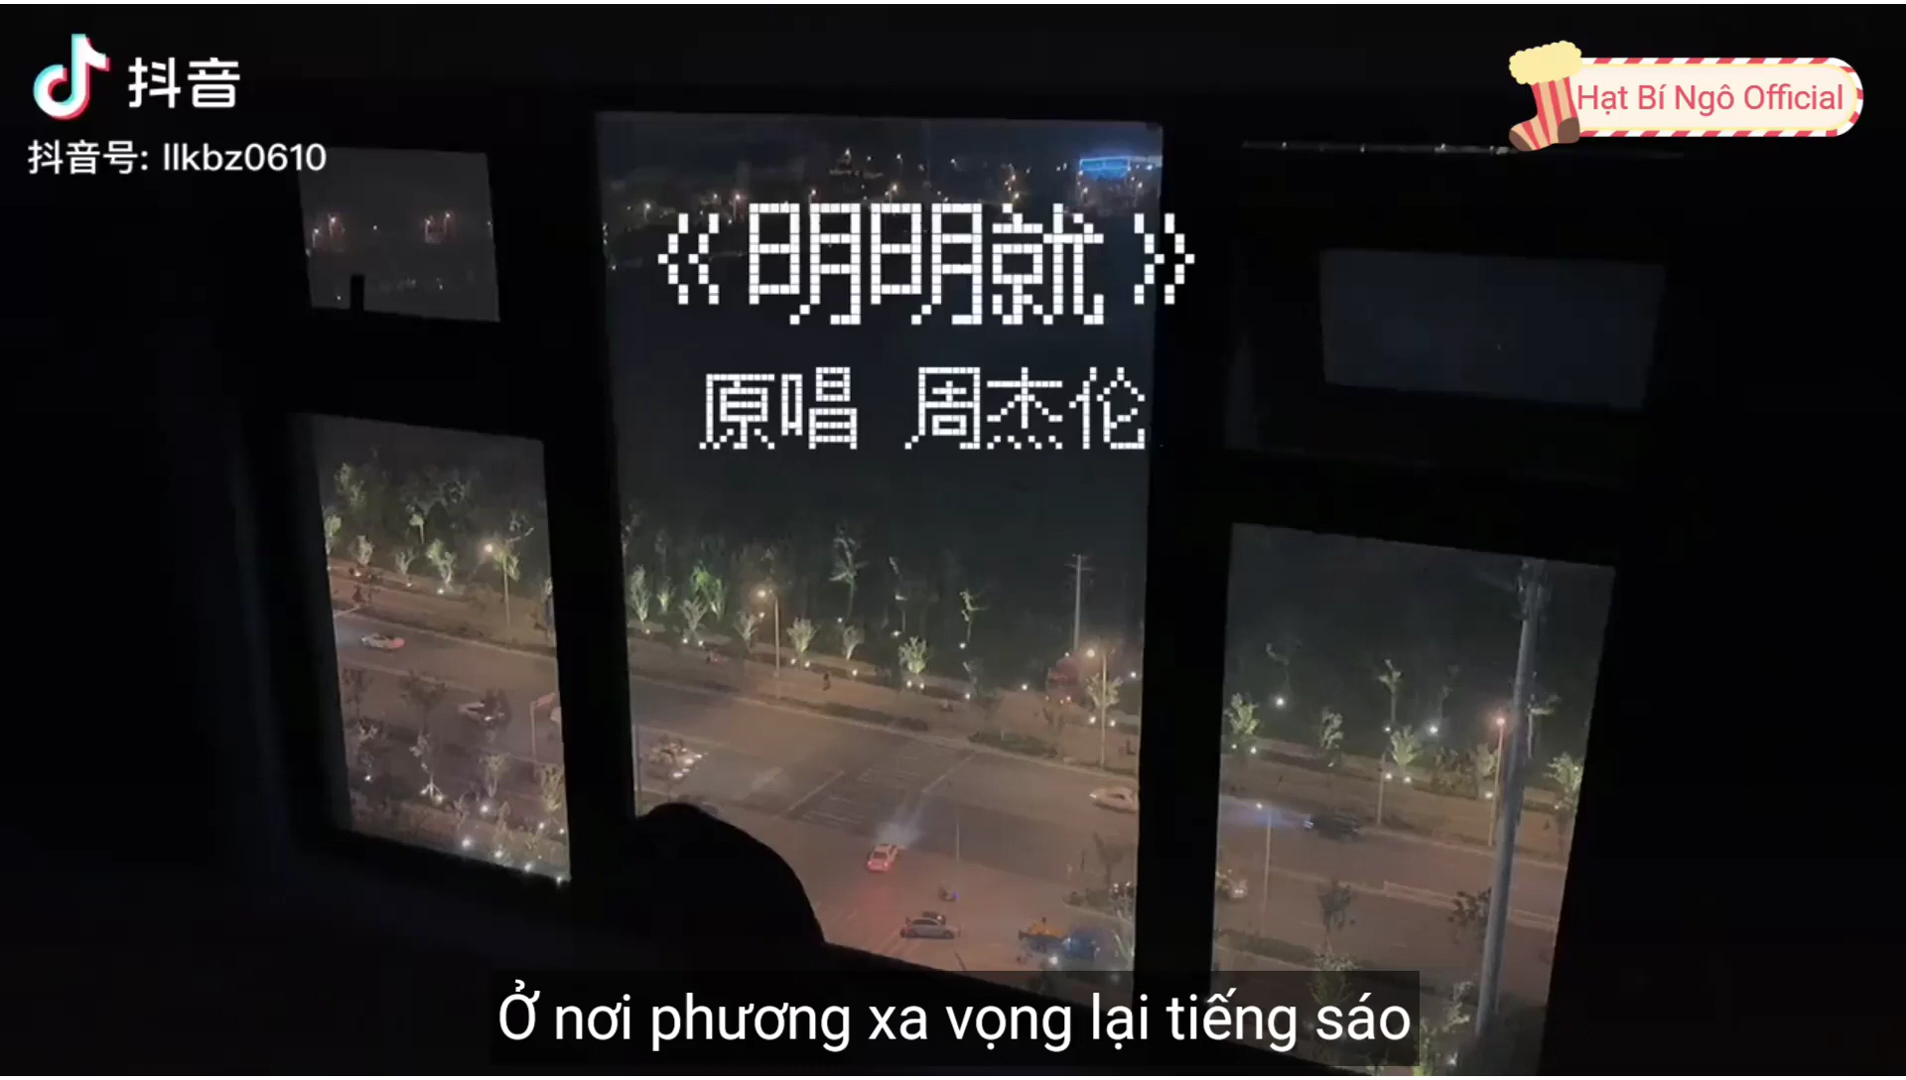 抖音
抖音号: llkbz0610
Hạt Bí Ngô Official
《明明就》
原唱 周杰伦
Ở nơi phương xa vọng lại tiếng sáo